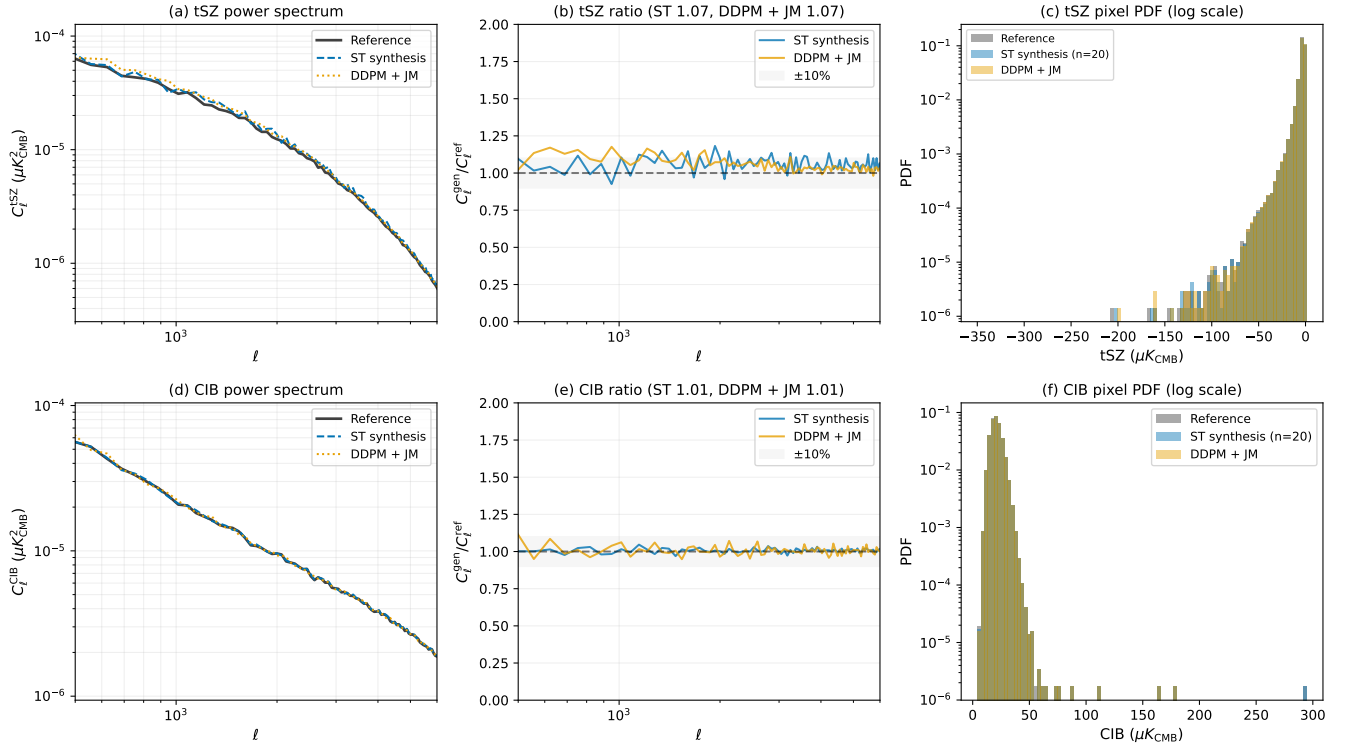 (a) tSZ power spectrum
10⁻⁴
10⁻⁵
10⁻⁶
C_ℓ^tSZ (μK²_CMB)
Reference
ST synthesis
DDPM + JM
10³
ℓ
(b) tSZ ratio (ST 1.07, DDPM + JM 1.07)
2.00
1.75
1.50
1.25
1.00
0.75
0.50
0.25
0.00
C_ℓ^gen/C_ℓ^ref
ST synthesis
DDPM + JM
±10%
10³
ℓ
(c) tSZ pixel PDF (log scale)
10⁻¹
10⁻²
10⁻³
10⁻⁴
10⁻⁵
10⁻⁶
PDF
Reference
ST synthesis (n=20)
DDPM + JM
−350 −300 −250 −200 −150 −100 −50 0
tSZ (μK_CMB)
(d) CIB power spectrum
10⁻⁴
10⁻⁵
10⁻⁶
C_ℓ^CIB (μK²_CMB)
Reference
ST synthesis
DDPM + JM
10³
ℓ
(e) CIB ratio (ST 1.01, DDPM + JM 1.01)
2.00
1.75
1.50
1.25
1.00
0.75
0.50
0.25
0.00
C_ℓ^gen/C_ℓ^ref
ST synthesis
DDPM + JM
±10%
10³
ℓ
(f) CIB pixel PDF (log scale)
10⁻¹
10⁻²
10⁻³
10⁻⁴
10⁻⁵
10⁻⁶
PDF
Reference
ST synthesis (n=20)
DDPM + JM
0 50 100 150 200 250 300
CIB (μK_CMB)